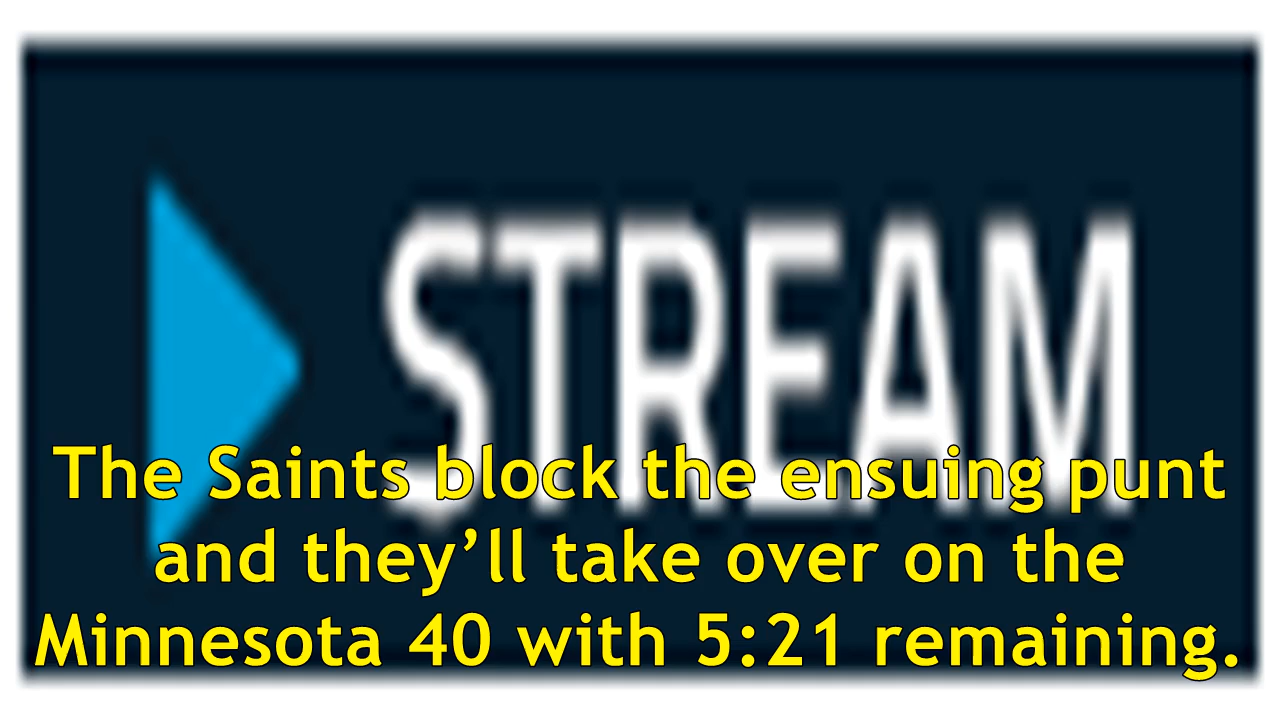 STREAM
The Saints block the ensuing punt
and they’ll take over on the
Minnesota 40 with 5:21 remaining.